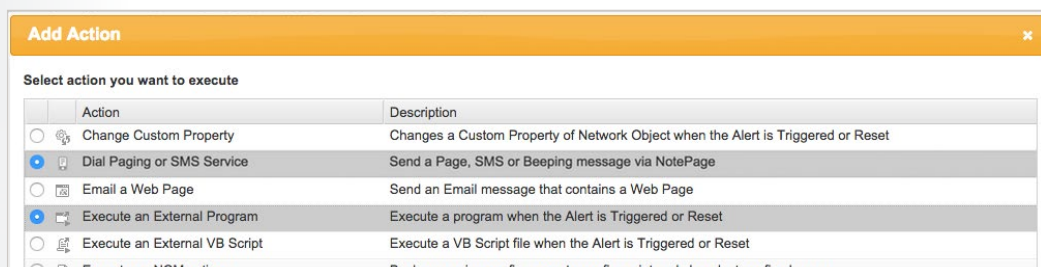 Add Action
Select action you want to execute
Action Description
Change Custom Property Changes a Custom Property of Network Object when the Alert is Triggered or Reset
Dial Paging or SMS Service Send a Page, SMS or Beeping message via NotePage
Email a Web Page Send an Email message that contains a Web Page
Execute an External Program Execute a program when the Alert is Triggered or Reset
Execute an External VB Script Execute a VB Script file when the Alert is Triggered or Reset